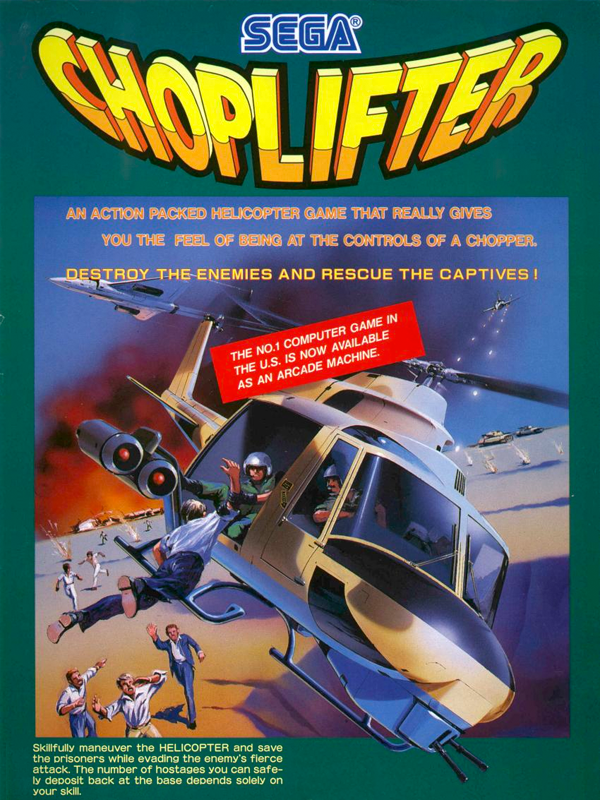 SEGA®
CHOPLIFTER
AN ACTION PACKED HELICOPTER GAME THAT REALLY GIVES
YOU THE FEEL OF BEING AT THE CONTROLS OF A CHOPPER.
DESTROY THE ENEMIES AND RESCUE THE CAPTIVES!
THE NO.1 COMPUTER GAME IN
THE U.S. IS NOW AVAILABLE
AS AN ARCADE MACHINE.
Skillfully maneuver the HELICOPTER and save
the prisoners while evading the enemy's fierce
attack. The number of hostages you can safe-
ly deposit back at the base depends solely on
your skill.